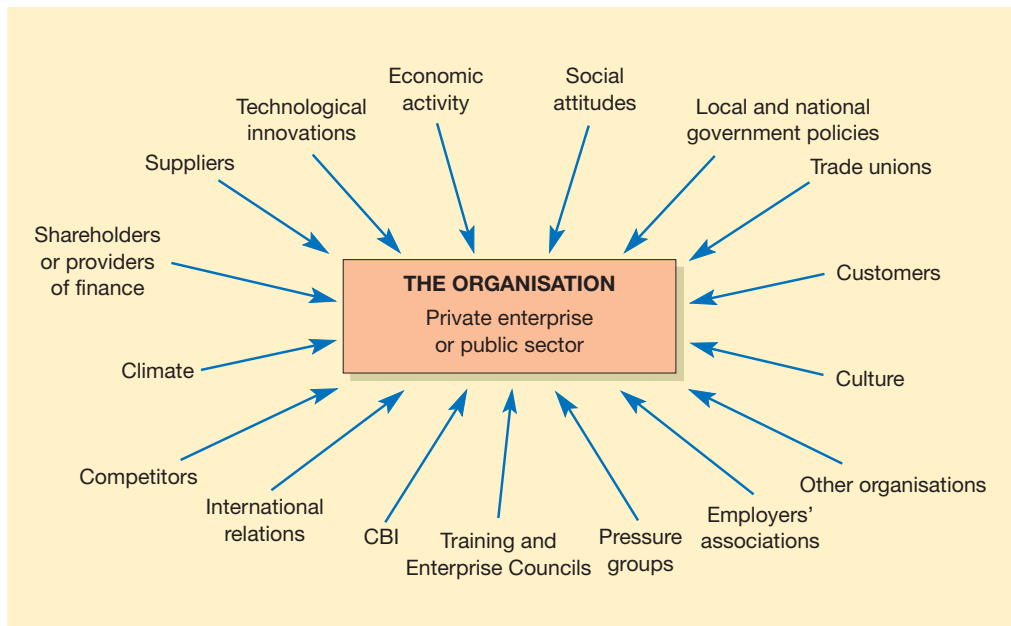 Economic
activity
Social
attitudes
Technological
innovations
Local and national
government policies
Suppliers
Trade unions
Shareholders
or providers
of finance
Customers
THE ORGANISATION
Private enterprise
or public sector
Climate
Culture
Competitors
Other organisations
International
relations
CBI
Training and
Enterprise Councils
Pressure
groups
Employers’
associations